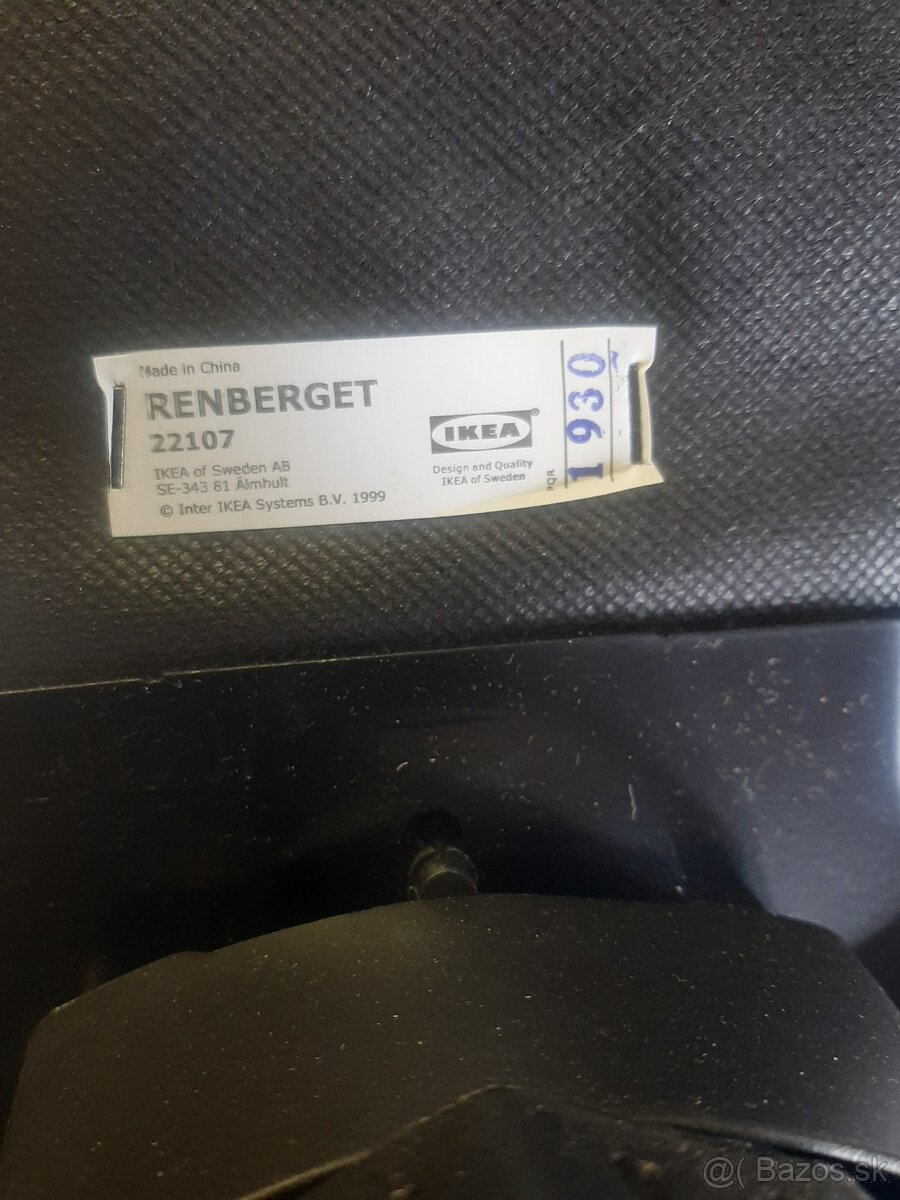 Made in China
RENBERGET
22107
IKEA of Sweden AB
SE-343 81 Älmhult
© Inter IKEA Systems B.V. 1999
IKEA®
Design and Quality
IKEA of Sweden
PQR
1930
@( Bazos.sk